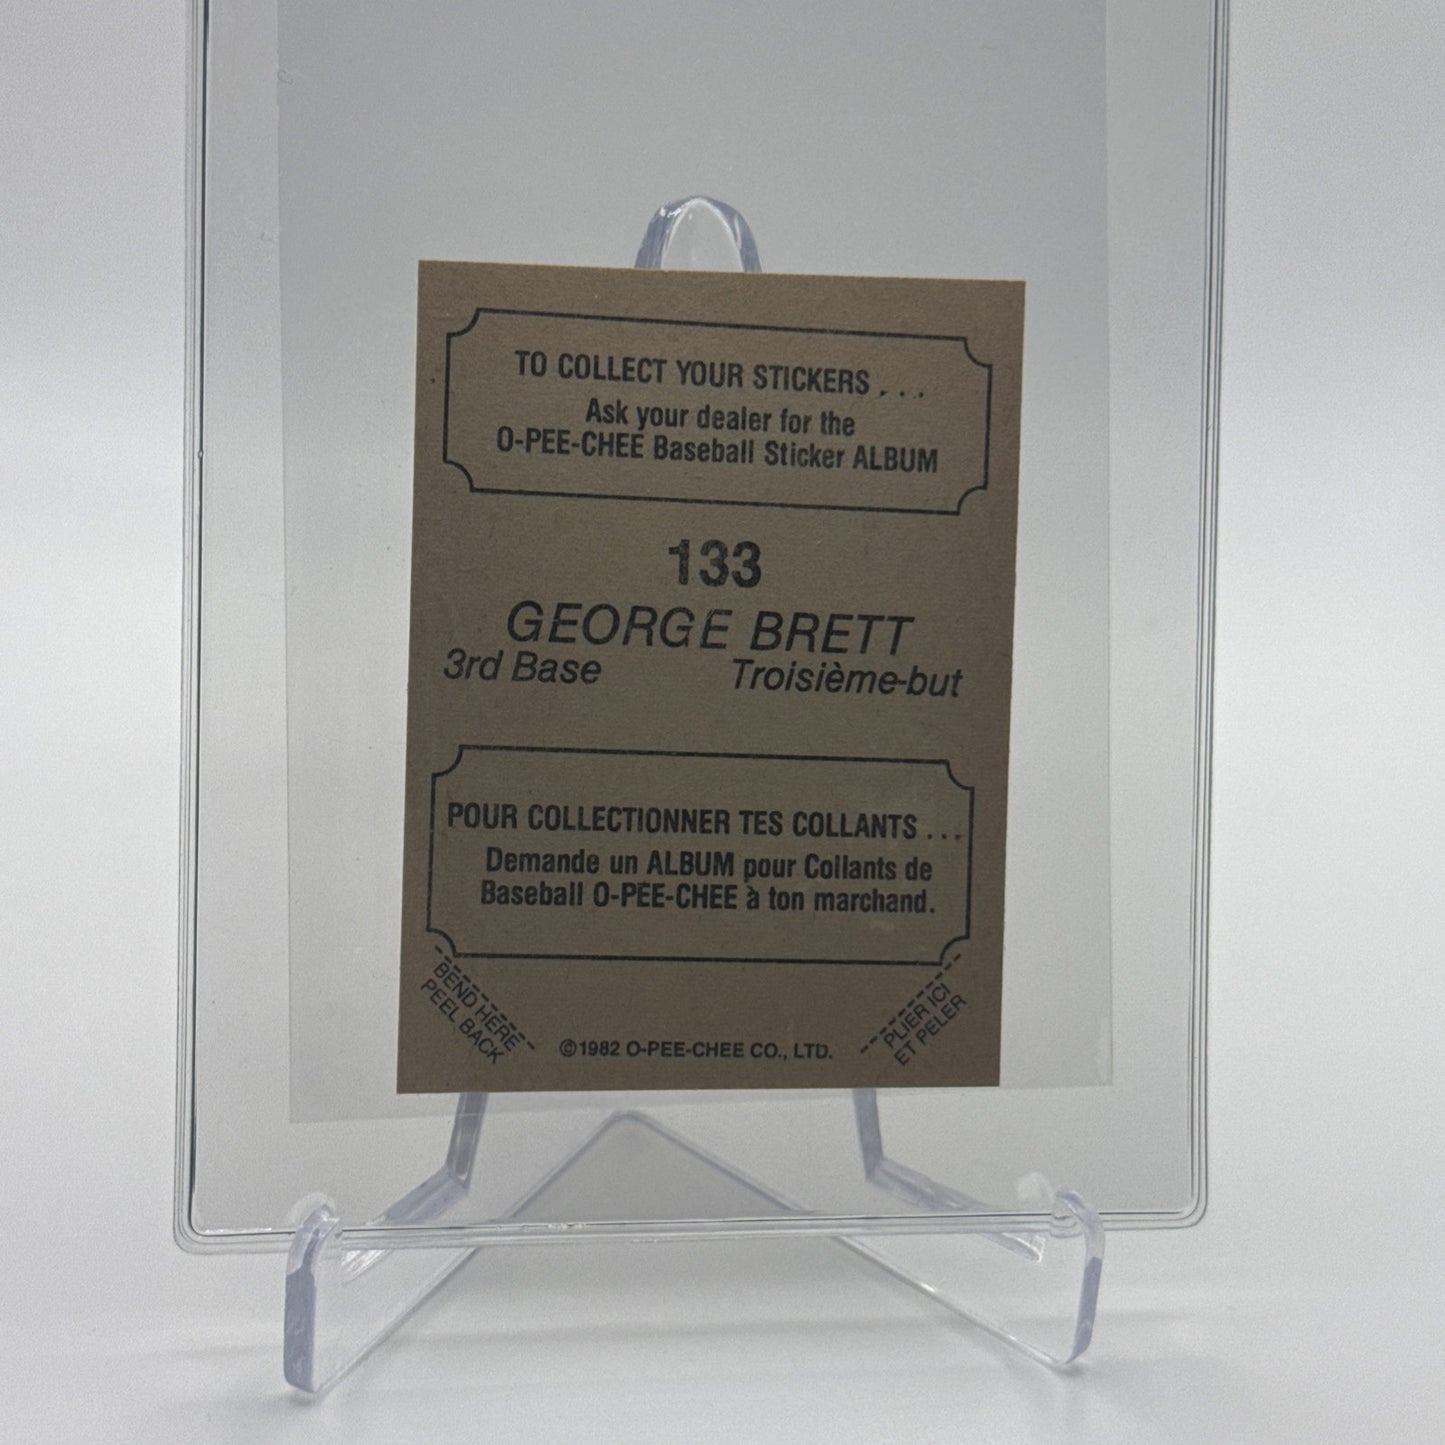 TO COLLECT YOUR STICKERS . . .
Ask your dealer for the
O-PEE-CHEE Baseball Sticker ALBUM
133
GEORGE BRETT
3rd Base Troisième-but
POUR COLLECTIONNER TES COLLANTS . . .
Demande un ALBUM pour Collants de
Baseball O-PEE-CHEE à ton marchand.
BEND HERE
PEEL BACK
©1982 O-PEE-CHEE CO., LTD.
PLIER ICI
ET PELER